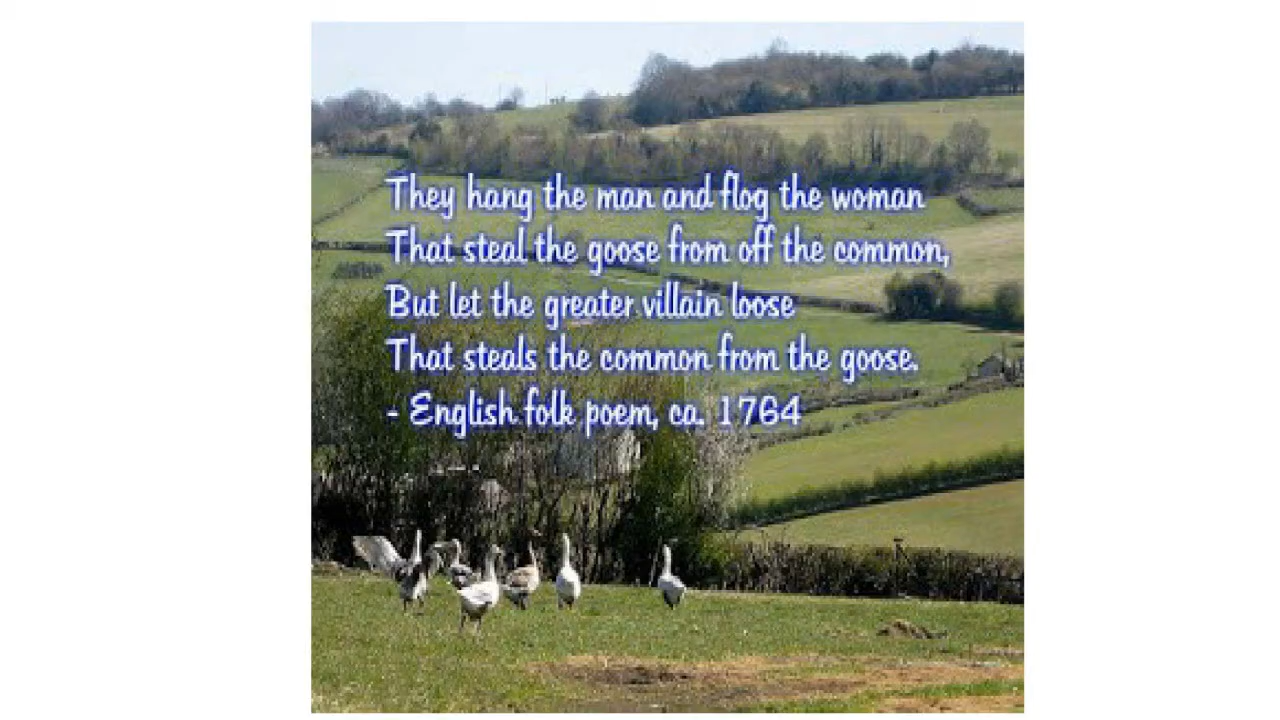 They hang the man and flog the woman
That steal the goose from off the common,
But let the greater villain loose
That steals the common from the goose.
- English folk poem, ca. 1764